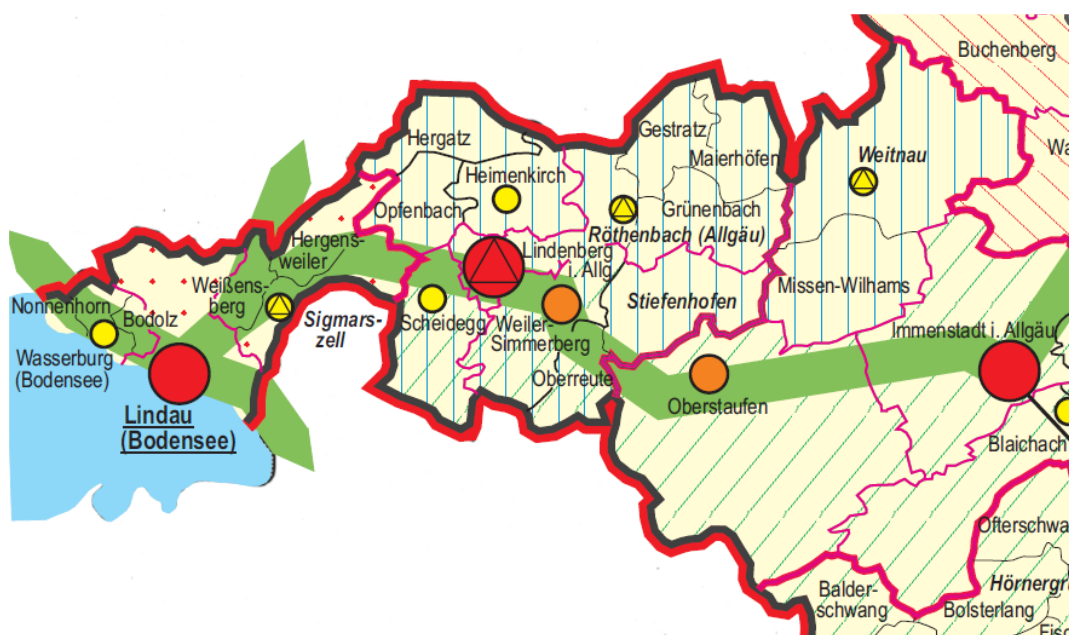 Buchenberg
Gestratz
Hergatz
Maierhöfen
Weitnau
Heimenkirch
Opfenbach
Grünenbach
Röthenbach (Allgäu)
Hergens-
weiler
Lindenberg
i. Allg.
Weißens-
berg
Missen-Wilhams
Stiefenhofen
Nonnenhorn
Bodolz
Sigmars-
zell
Scheidegg
Weiler-
Simmerberg
Immenstadt i. Allgäu
Wasserburg
(Bodensee)
Oberreute
Oberstaufen
Lindau
(Bodensee)
Blaichach
Balder-
schwang
Bolsterlang